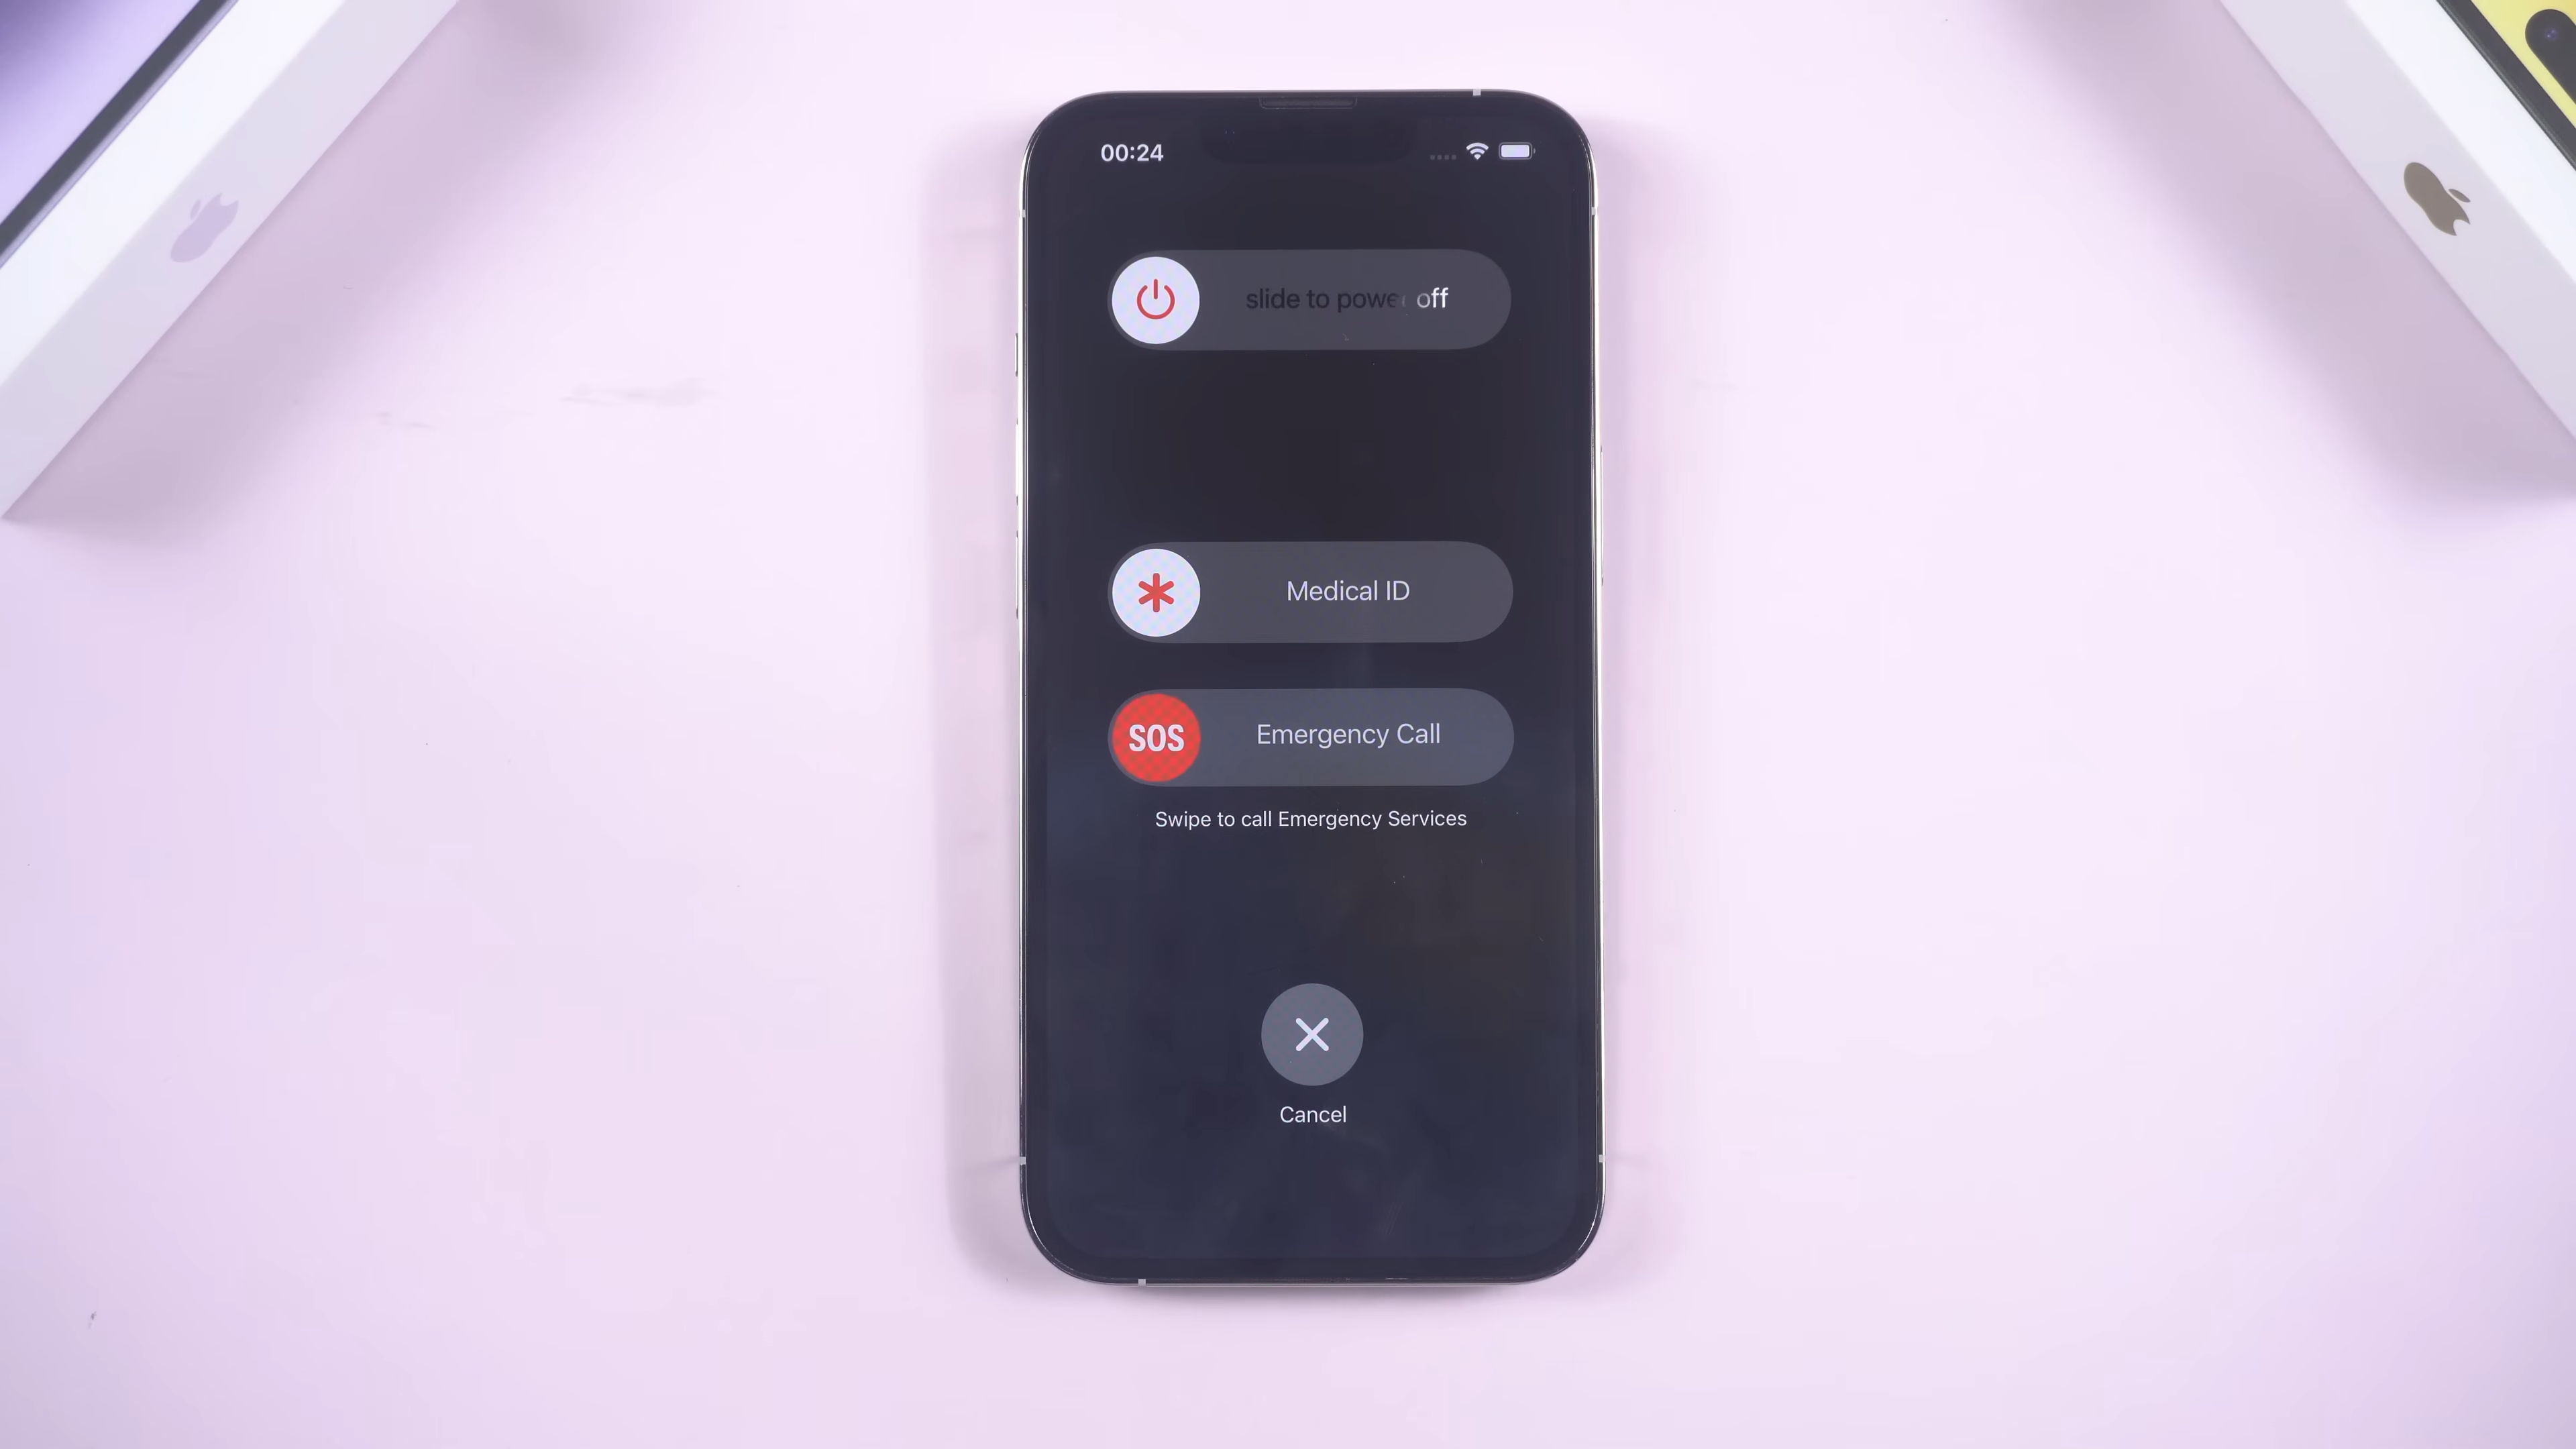 00:24
slide to power off
Medical ID
SOS
Emergency Call
Swipe to call Emergency Services
Cancel